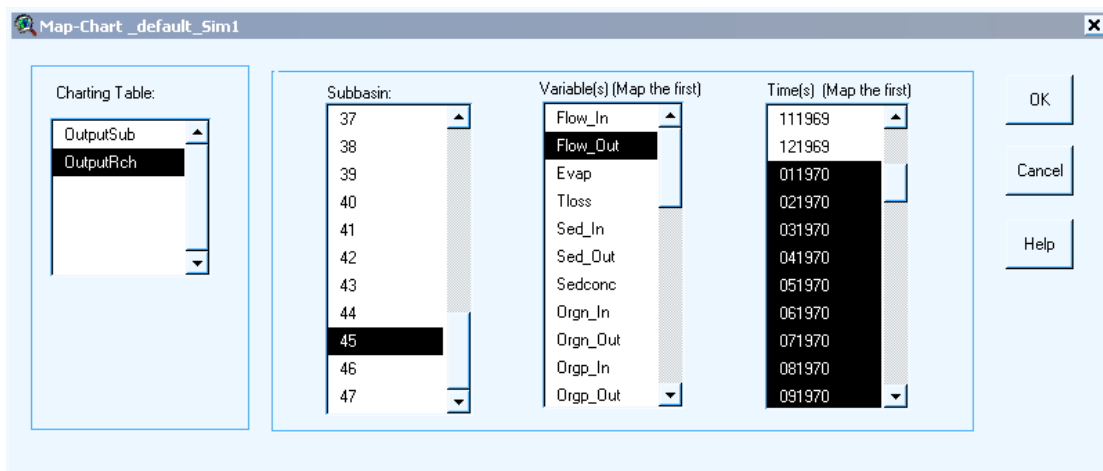 Map-Chart _default_Sim1
Charting Table:
OutputSub
OutputRch
Subbasin:
37
38
39
40
41
42
43
44
45
46
47
Variable(s) (Map the first)
Flow_In
Flow_Out
Evap
Tloss
Sed_In
Sed_Out
Sedconc
Orgn_In
Orgn_Out
Orgp_In
Orgp_Out
Time(s) (Map the first)
111969
121969
011970
021970
031970
041970
051970
061970
071970
081970
091970
OK
Cancel
Help